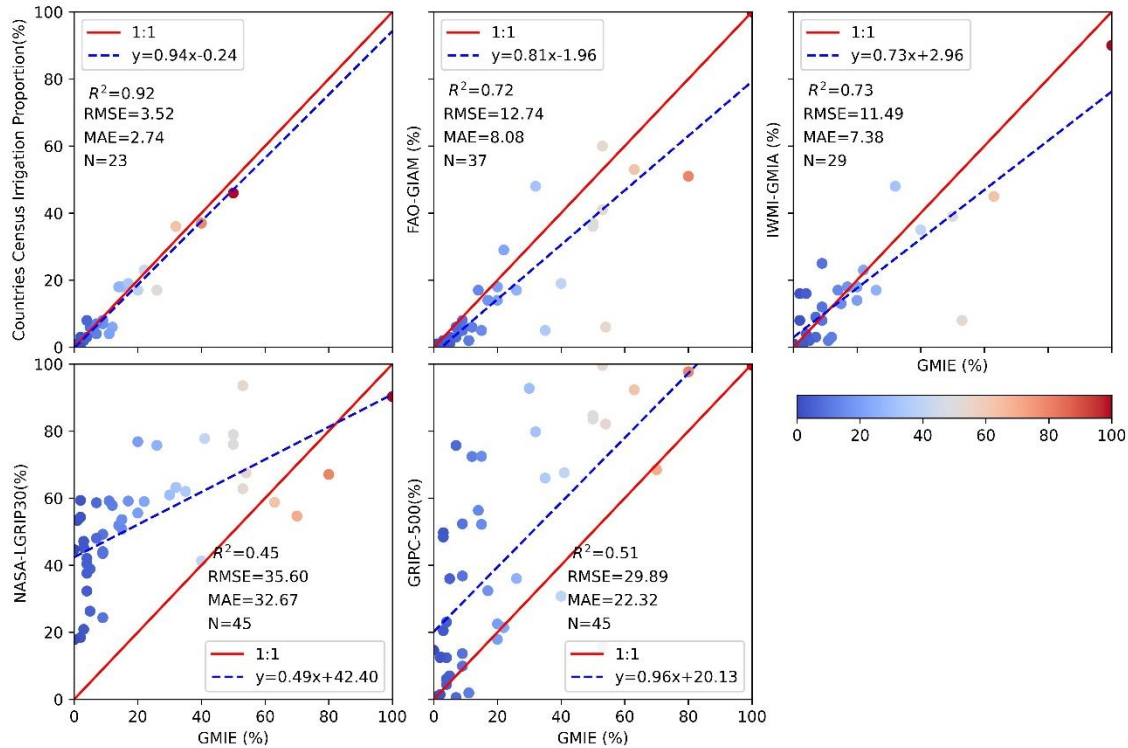 100
80
60
40
20
0
Countries Census Irrigation Proportion(%)
1:1
y=0.94x-0.24
R²=0.92
RMSE=3.52
MAE=2.74
N=23
FAO-GIAM (%)
1:1
y=0.81x-1.96
R²=0.72
RMSE=12.74
MAE=8.08
N=37
IWMI-GMIA (%)
1:1
y=0.73x+2.96
R²=0.73
RMSE=11.49
MAE=7.38
N=29
GMIE (%)
0 20 40 60 80 100
100
80
60
40
20
0
NASA-LGRIP30(%)
R²=0.45
RMSE=35.60
MAE=32.67
N=45
1:1
y=0.49x+42.40
0 20 40 60 80 100
GMIE (%)
GRIPC-500(%)
R²=0.51
RMSE=29.89
MAE=22.32
N=45
1:1
y=0.96x+20.13
0 20 40 60 80 100
GMIE (%)